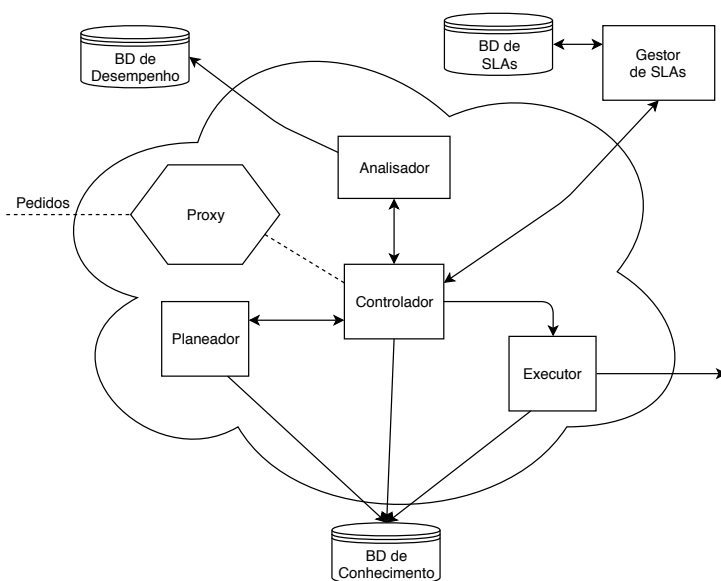 BD de
Desempenho
BD de
SLAs
Gestor
de SLAs
Analisador
Pedidos
Proxy
Controlador
Planeador
Executor
BD de
Conhecimento